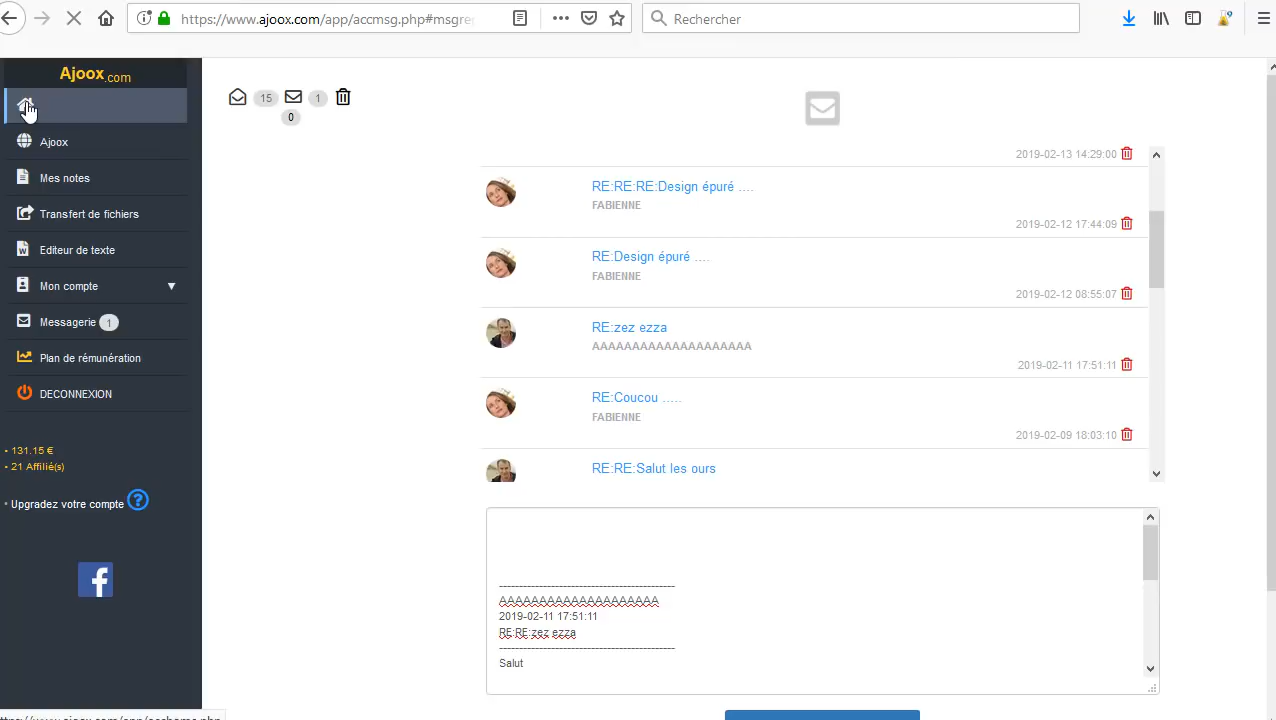 https://www.ajoox.com/app/accmsg.php#msgre
Rechercher
Ajoox.com
Ajoox
Mes notes
Transfert de fichiers
Editeur de texte
Mon compte
Messagerie 1
Plan de rémunération
DECONNEXION
• 131.15 €
• 21 Affilié(s)
• Upgradez votre compte ?
15 1
0
2019-02-13 14:29:00
RE:RE:RE:Design épuré ....
FABIENNE
2019-02-12 17:44:09
RE:Design épuré ....
FABIENNE
2019-02-12 08:55:07
RE:zez ezza
AAAAAAAAAAAAAAAAAAAA
2019-02-11 17:51:11
RE:Coucou .....
FABIENNE
2019-02-09 18:03:10
RE:RE:Salut les ours
--------------------------------------------
AAAAAAAAAAAAAAAAAAAA
2019-02-11 17:51:11
RE:RE:zez ezza
--------------------------------------------
Salut